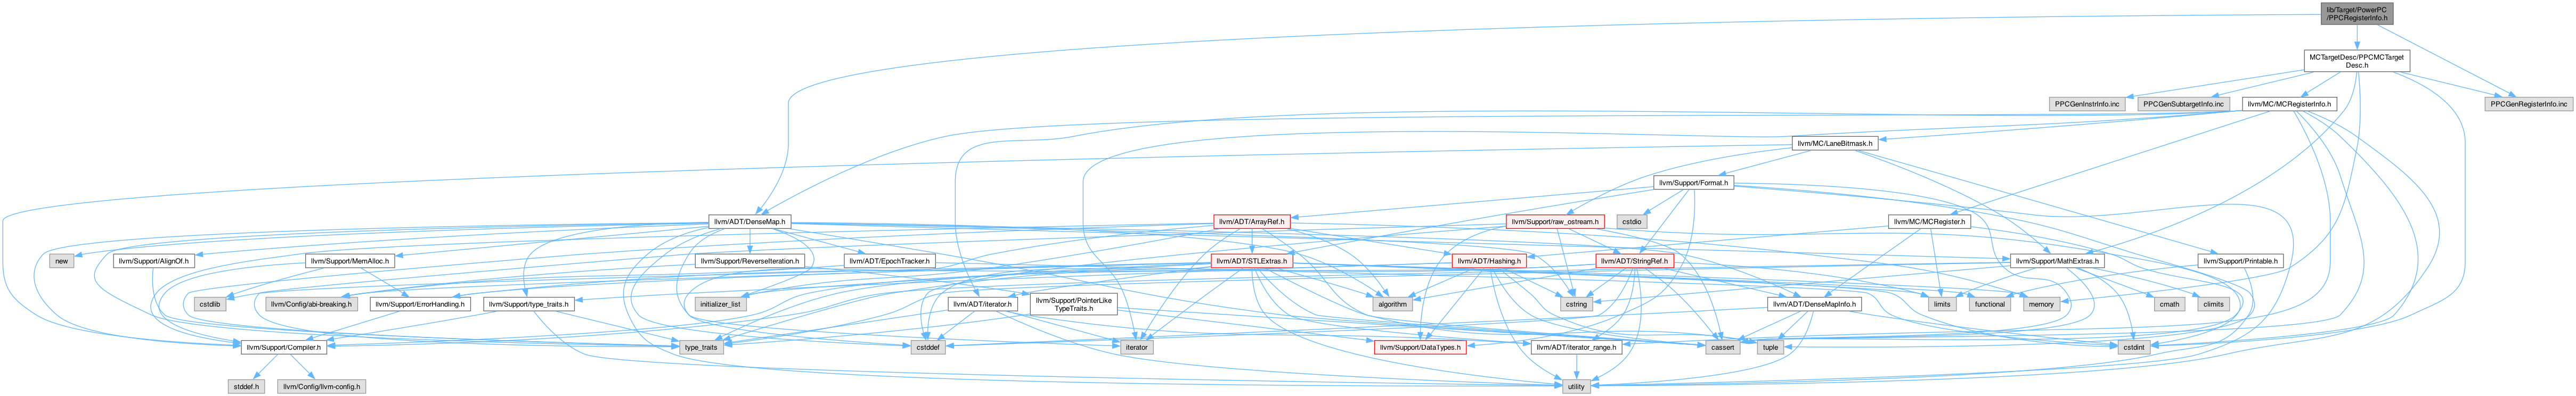 lib/Target/PowerPC
/PPCRegisterInfo.h
MCTargetDesc/PPCMCTarget
Desc.h
PPCGenInstrInfo.inc
PPCGenSubtargetInfo.inc
llvm/MC/MCRegisterInfo.h
PPCGenRegisterInfo.inc
llvm/MC/LaneBitmask.h
llvm/Support/Format.h
llvm/ADT/DenseMap.h
llvm/ADT/ArrayRef.h
llvm/Support/raw_ostream.h
cstdio
llvm/MC/MCRegister.h
new
llvm/Support/AlignOf.h
llvm/Support/MemAlloc.h
llvm/Support/ReverseIteration.h
llvm/ADT/EpochTracker.h
llvm/ADT/STLExtras.h
llvm/ADT/Hashing.h
llvm/ADT/StringRef.h
llvm/Support/MathExtras.h
llvm/Support/Printable.h
cstdlib
llvm/Config/abi-breaking.h
llvm/Support/ErrorHandling.h
llvm/Support/type_traits.h
initializer_list
llvm/ADT/iterator.h
llvm/Support/PointerLike
TypeTraits.h
algorithm
cstring
llvm/ADT/DenseMapInfo.h
limits
functional
memory
cmath
climits
llvm/Support/Compiler.h
type_traits
cstddef
iterator
llvm/Support/DataTypes.h
llvm/ADT/iterator_range.h
cassert
tuple
cstdint
stddef.h
llvm/Config/llvm-config.h
utility